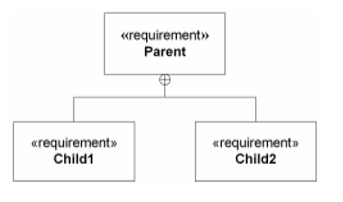 «requirement»
Parent
«requirement»
Child1
«requirement»
Child2